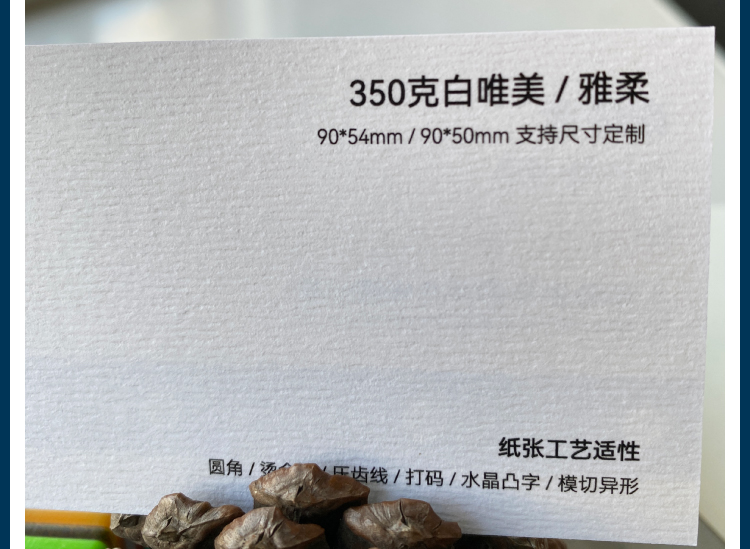 350克白唯美 / 雅柔
90*54mm / 90*50mm 支持尺寸定制
纸张工艺适性
圆角 / 烫 / 压齿线 / 打码 / 水晶凸字 / 模切异形